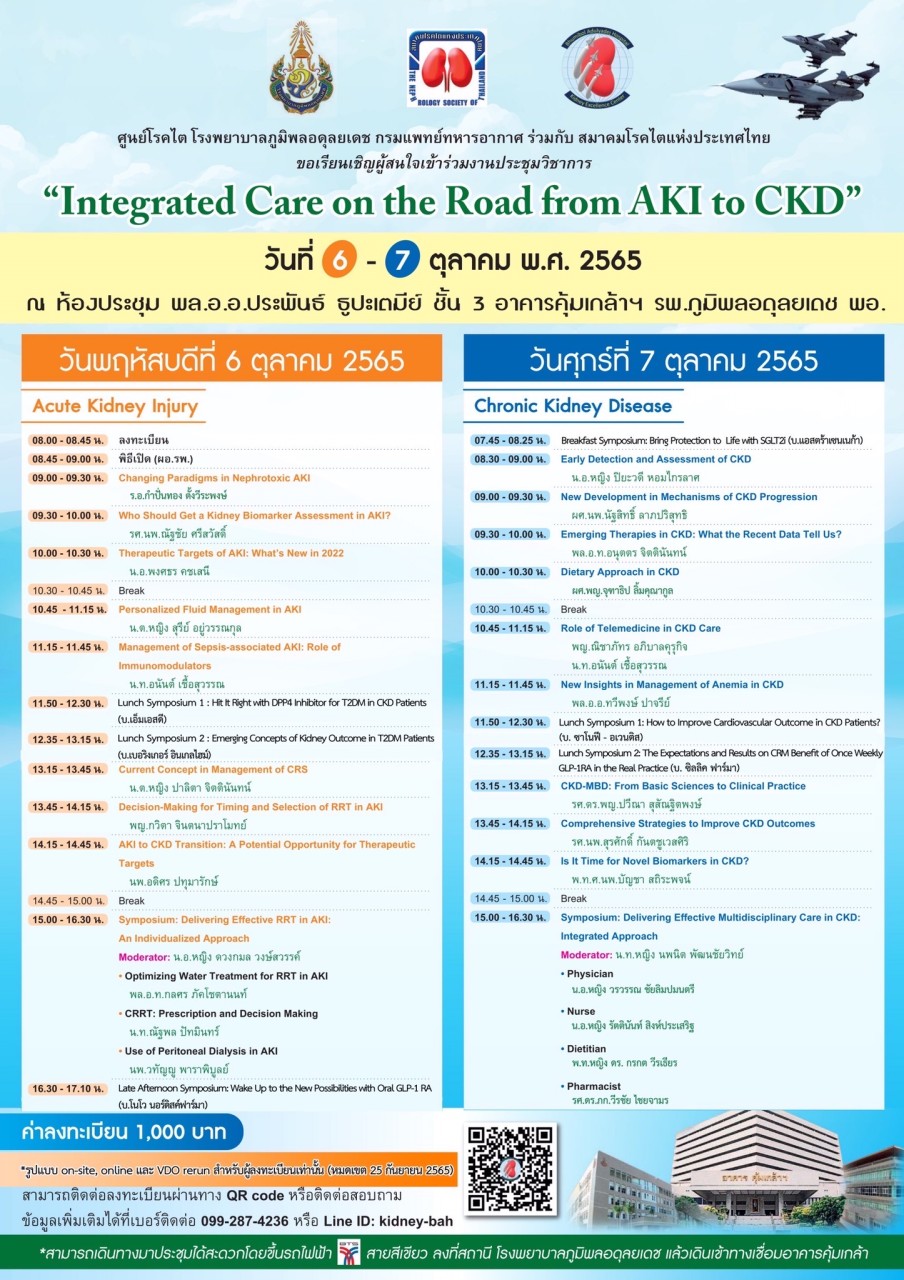 สมาคมโรคไตแห่งประเทศไทย
THE NEPHROLOGY SOCIETY OF THAILAND
Kidney Excellence Center
ศูนย์โรคไต โรงพยาบาลภูมิพลอดุลยเดช กรมแพทย์ทหารอากาศ ร่วมกับ สมาคมโรคไตแห่งประเทศไทย
ขอเรียนเชิญผู้สนใจเข้าร่วมงานประชุมวิชาการ
“Integrated Care on the Road from AKI to CKD”
วันที่ 6 - 7 ตุลาคม พ.ศ. 2565
ณ ห้องประชุม พล.อ.อ.ประพันธ์ ธูปะเตมีย์ ชั้น 3 อาคารคุ้มเกล้าฯ รพ.ภูมิพลอดุลยเดช พอ.
วันพฤหัสบดีที่ 6 ตุลาคม 2565
Acute Kidney Injury
08.00 - 08.45 น. ลงทะเบียน
08.45 - 09.00 น. พิธีเปิด (ผอ.รพ.)
09.00 - 09.30 น. Changing Paradigms in Nephrotoxic AKI
ร.อ.กำปั่นทอง ตั้งวีระพงษ์
09.30 - 10.00 น. Who Should Get a Kidney Biomarker Assessment in AKI?
รศ.นพ.ณัฐชัย ศรีสวัสดิ์
10.00 - 10.30 น. Therapeutic Targets of AKI: What's New in 2022
น.อ.พงศธร คชเสนี
10.30 - 10.45 น. Break
10.45 - 11.15 น. Personalized Fluid Management in AKI
น.ต.หญิง สุรีย์ อยู่วรรณกุล
11.15 - 11.45 น. Management of Sepsis-associated AKI: Role of
Immunomodulators
น.ท.อนันต์ เชื้อสุวรรณ
11.50 - 12.30 น. Lunch Symposium 1 : Hit It Right with DPP4 Inhibitor for T2DM in CKD Patients
(บ.เอ็มเอสดี)
12.35 - 13.15 น. Lunch Symposium 2 : Emerging Concepts of Kidney Outcome in T2DM Patients
(บ.เบอริงเกอร์ อินเกลไฮม์)
13.15 - 13.45 น. Current Concept in Management of CRS
น.ต.หญิง ปาลิตา จิตตินันทน์
13.45 - 14.15 น. Decision-Making for Timing and Selection of RRT in AKI
พญ.กวิตา จินตนาปราโมทย์
14.15 - 14.45 น. AKI to CKD Transition: A Potential Opportunity for Therapeutic
Targets
นพ.อดิศร ปทุมารักษ์
14.45 - 15.00 น. Break
15.00 - 16.30 น. Symposium: Delivering Effective RRT in AKI:
An Individualized Approach
Moderator: น.อ.หญิง ดวงกมล วงษ์สวรรค์
• Optimizing Water Treatment for RRT in AKI
พล.อ.ท.กลศร ภัคโชตานนท์
• CRRT: Prescription and Decision Making
น.ท.ณัฐพล ปัทมินทร์
• Use of Peritoneal Dialysis in AKI
นพ.วทัญญู พาราพิบูลย์
16.30 - 17.10 น. Late Afternoon Symposium: Wake Up to the New Possibilities with Oral GLP-1 RA
(บ.โนโว นอร์ดิสค์ฟาร์มา)
วันศุกร์ที่ 7 ตุลาคม 2565
Chronic Kidney Disease
07.45 - 08.25 น. Breakfast Symposium: Bring Protection to Life with SGLT2i (บ.แอสตร้าเซนเนก้า)
08.30 - 09.00 น. Early Detection and Assessment of CKD
น.อ.หญิง ปิยะวดี หอมไกรลาศ
09.00 - 09.30 น. New Development in Mechanisms of CKD Progression
ผศ.นพ.นัฐสิทธิ์ ลาภปริสุทธิ
09.30 - 10.00 น. Emerging Therapies in CKD: What the Recent Data Tell Us?
พล.อ.ท.อนุตตร จิตตินันทน์
10.00 - 10.30 น. Dietary Approach in CKD
ผศ.พญ.จุฑาธิป ลิ้มคุณากูล
10.30 - 10.45 น. Break
10.45 - 11.15 น. Role of Telemedicine in CKD Care
พญ.ณิชาภัทร อภิบาลคุรุกิจ
น.ท.อนันต์ เชื้อสุวรรณ
11.15 - 11.45 น. New Insights in Management of Anemia in CKD
พล.อ.อ.ทวีพงษ์ ปาจรีย์
11.50 - 12.30 น. Lunch Symposium 1: How to Improve Cardiovascular Outcome in CKD Patients?
(บ. ซาโนฟี - อเวนติส)
12.35 - 13.15 น. Lunch Symposium 2: The Expectations and Results on CRM Benefit of Once Weekly
GLP-1RA in the Real Practice (บ. ซิลลิค ฟาร์มา)
13.15 - 13.45 น. CKD-MBD: From Basic Sciences to Clinical Practice
รศ.ดร.พญ.ปวีณา สุสัณฐิตพงษ์
13.45 - 14.15 น. Comprehensive Strategies to Improve CKD Outcomes
รศ.นพ.สุรศักดิ์ กันตชูเวสศิริ
14.15 - 14.45 น. Is It Time for Novel Biomarkers in CKD?
พ.ท.ศ.นพ.บัญชา สถิระพจน์
14.45 - 15.00 น. Break
15.00 - 16.30 น. Symposium: Delivering Effective Multidisciplinary Care in CKD:
Integrated Approach
Moderator: น.ท.หญิง นพนิต พัฒนชัยวิทย์
• Physician
น.อ.หญิง วรวรรณ ชัยลิมปมนตรี
• Nurse
น.อ.หญิง รัตตินันท์ สิงห์ประเสริฐ
• Dietitian
พ.ท.หญิง ดร. กรกต วีรเธียร
• Pharmacist
รศ.ดร.ภก.วีรชัย ไชยจามร
ค่าลงทะเบียน 1,000 บาท
*รูปแบบ on-site, online และ VDO rerun สำหรับผู้ลงทะเบียนเท่านั้น (หมดเขต 25 กันยายน 2565)
สามารถติดต่อลงทะเบียนผ่านทาง QR code หรือติดต่อสอบถาม
ข้อมูลเพิ่มเติมได้ที่เบอร์ติดต่อ 099-287-4236 หรือ Line ID: kidney-bah
อาคาร คุ้มเกล้าฯ
*สามารถเดินทางมาประชุมได้สะดวกโดยขึ้นรถไฟฟ้า BTS สายสีเขียว ลงที่สถานี โรงพยาบาลภูมิพลอดุลยเดช แล้วเดินเข้าทางเชื่อมอาคารคุ้มเกล้า